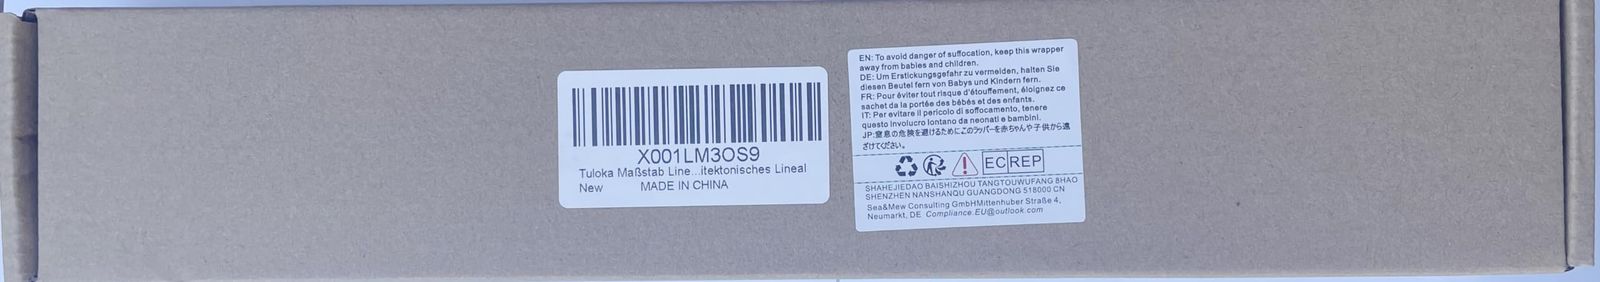 X001LM3OS9
Tuloka Maßstab Line...itektonisches Lineal
New MADE IN CHINA
EN: To avoid danger of suffocation, keep this wrapper
away from babies and children.
DE: Um Erstickungsgefahr zu vermeiden, halten Sie
diesen Beutel fern von Babys und Kindern fern.
FR: Pour éviter tout risque d'étouffement, éloignez ce
sachet da la portée des bébés et des enfants.
IT: Per evitare il pericolo di soffocamento, tenere
questo involucro lontano da neonati e bambini.
JP:窒息の危険を避けるためにこのラッパーを赤ちゃんや子供から遠
ざけてください。
EC REP
SHAHEJIEDAO BAISHIZHOU TANGTOUWUFANG 8HAO
SHENZHEN NANSHANQU GUANGDONG 518000 CN
Sea&Mew Consulting GmbHMittenhuber Straße 4,
Neumarkt, DE Compliance.EU@outlook.com